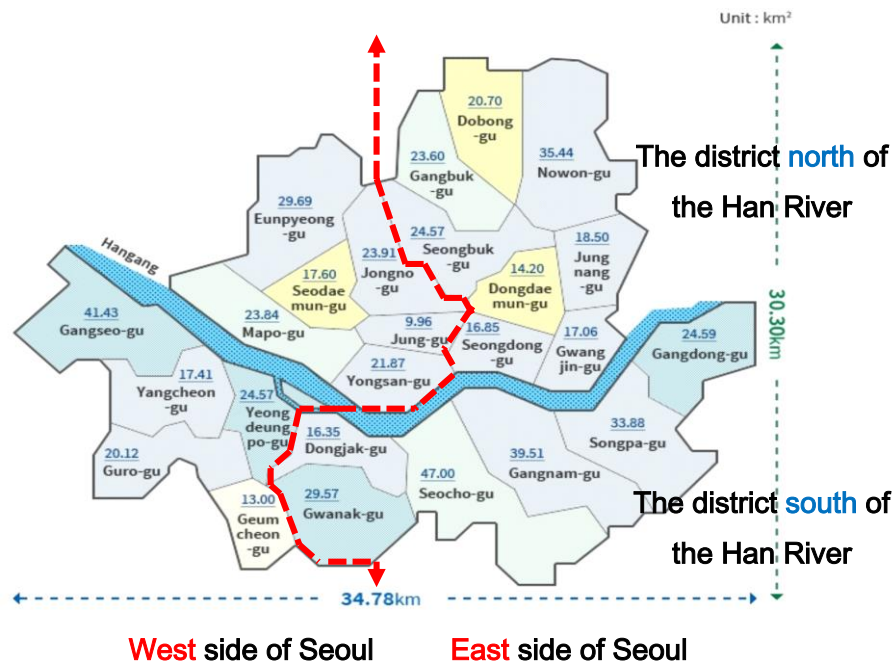 Unit : km²
20.70
Dobong
-gu
23.60
Gangbuk
-gu
35.44
Nowon-gu
The district north of
the Han River
29.69
Eunpyeong
-gu
24.57
Seongbuk
-gu
23.91
Jongno
-gu
18.50
Jung
nang
-gu
Hangang
17.60
Seodae
mun-gu
14.20
Dongdae
mun-gu
41.43
Gangseo-gu
23.84
Mapo-gu
9.96
Jung-gu
16.85
Seongdong
-gu
17.06
Gwang
jin-gu
24.59
Gangdong-gu
30.30km
17.41
Yangcheon
-gu
24.57
Yeong
deung
po-gu
21.87
Yongsan-gu
20.12
Guro-gu
16.35
Dongjak-gu
33.88
Songpa-gu
39.51
Gangnam-gu
47.00
Seocho-gu
13.00
Geum
cheon
-gu
29.57
Gwanak-gu
The district south of
the Han River
34.78km
West side of Seoul
East side of Seoul